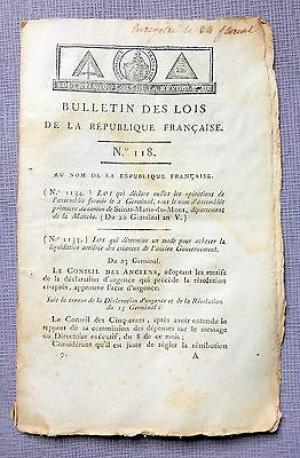 Enregistré le 24 floréal
BULLETIN DES LOIS
DE LA RÉPUBLIQUE FRANÇAISE.
N.º 118.
AU NOM DE LA RÉPUBLIQUE FRANÇAISE.
(N.º 1134.) LOI qui déclare nulles les opérations de
l'assemblée formée le 2 Germinal, sous le nom d'assemblée
primaire du canton de Sainte-Marie-du-Mont, département
de la Manche. (Du 20 Germinal an V.)
(N.º 1135.) LOI qui détermine un mode pour achever la
liquidation arriérée des créances de l'ancien Gouvernement.
Du 23 Germinal.
LE CONSEIL DES ANCIENS, adoptant les motifs
de la déclaration d'urgence qui précède la résolution
ci-après, approuve l'acte d'urgence.
Suit la teneur de la Déclaration d'urgence et de la Résolution
du 15 Germinal :
Le Conseil des Cinq-cents, après avoir entendu le
rapport de sa commission des dépenses sur le message
du Directoire exécutif, du 8 de ce mois ;
Considérant qu'il est juste de régler la rétribution
7. A